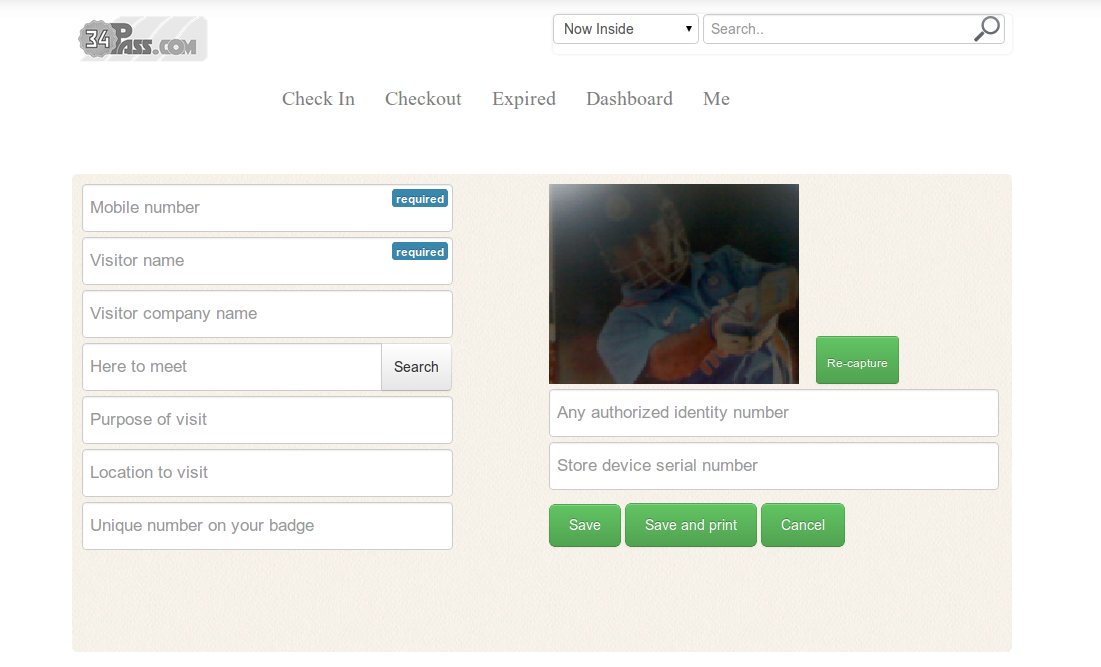 34Pass.com
Now Inside
Search..
Check In Checkout Expired Dashboard Me
Mobile number required
Visitor name required
Visitor company name
Here to meet Search
Purpose of visit
Location to visit
Unique number on your badge
Re-capture
Any authorized identity number
Store device serial number
Save Save and print Cancel